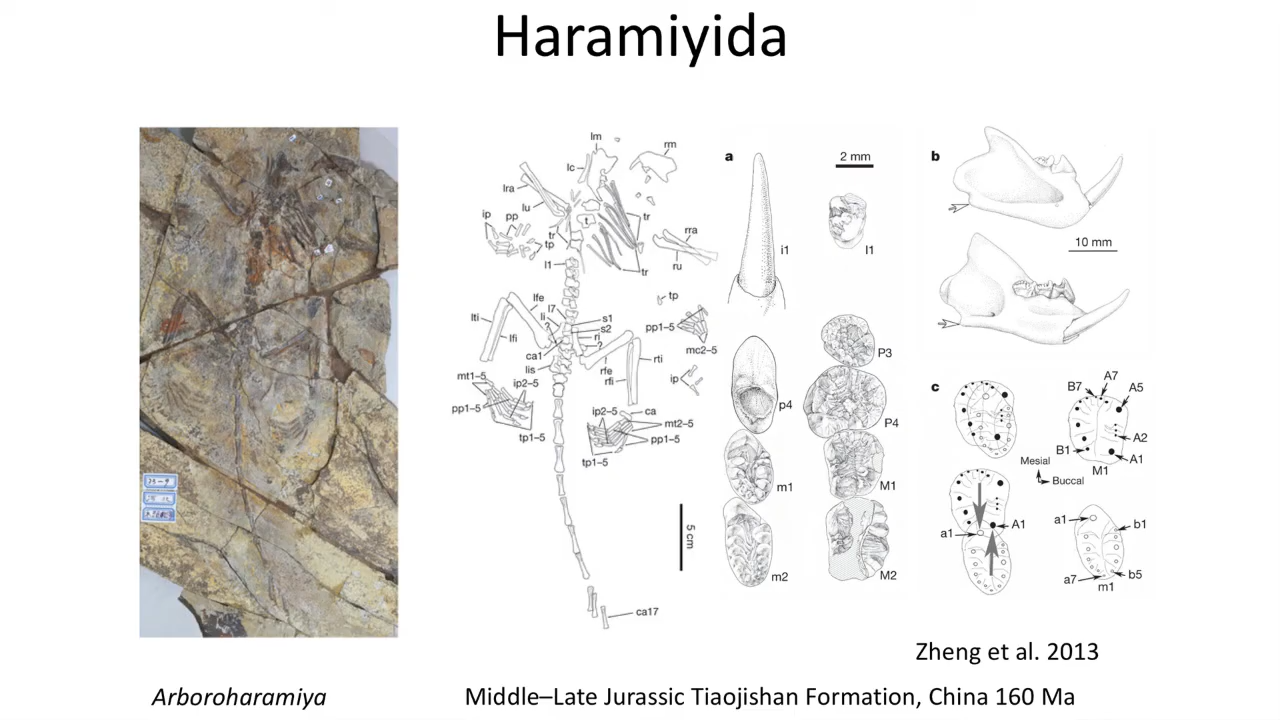 Haramiyida
lm
rm
lc
lra
lu
ip
pp
tr
tp
t
tr
rra
ru
tr
l1
tp
lfe
lti
lfi
l7
li
?
s1
s2
ri
?
ca1
lis
rfe
rfi
rti
pp1–5
mc2–5
ip
mt1–5
ip2–5
pp1–5
tp1–5
ip2–5
ca
mt2–5
pp1–5
tp1–5
5 cm
ca17
a
2 mm
i1
I1
P3
p4
P4
m1
M1
m2
M2
b
10 mm
c
B7
A7
A5
A2
B1
A1
M1
Mesial
Buccal
a1
A1
a1
b1
a7
b5
m1
Zheng et al. 2013
Arboroharamiya
Middle–Late Jurassic Tiaojishan Formation, China 160 Ma